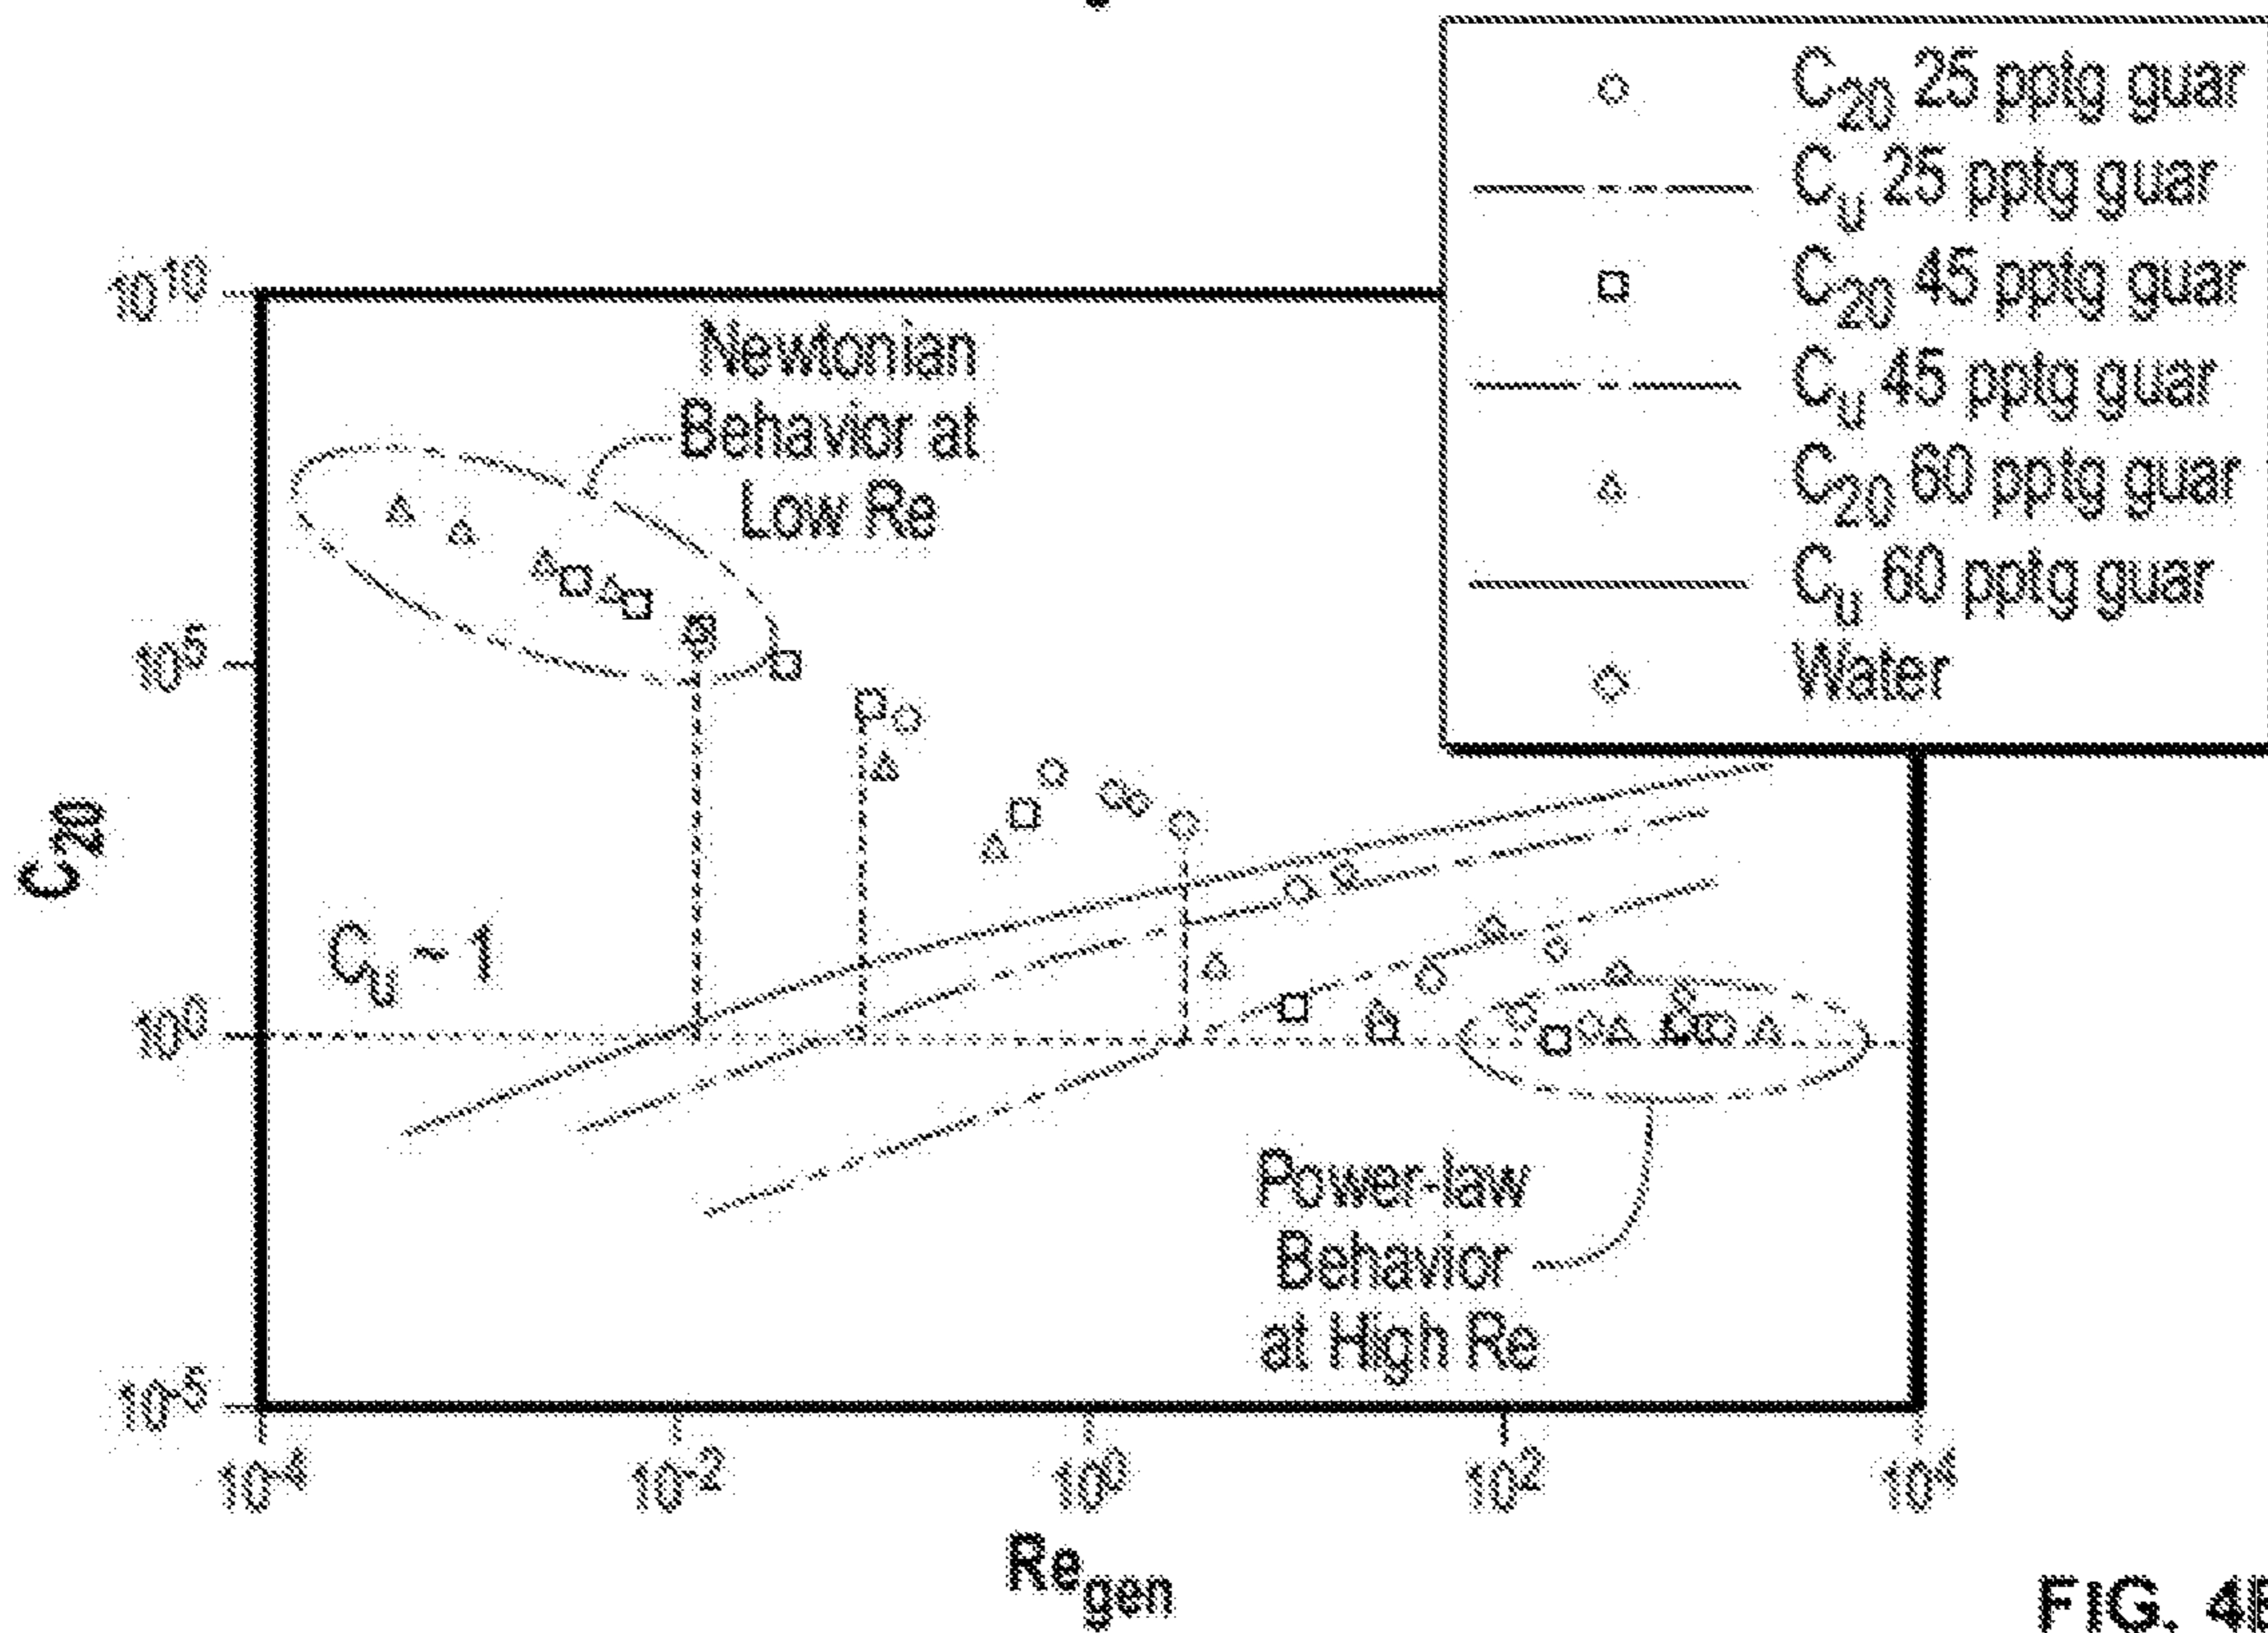 C20 25 pptg guar
Cu 25 pptg guar
C20 45 pptg guar
Cu 45 pptg guar
C20 60 pptg guar
Cu 60 pptg guar
Water
10^10
10^5
10^0
10^-5
C20
Newtonian
Behavior at
Low Re
Cu ~ 1
Power-law
Behavior
at High Re
10^-4
10^-2
10^0
10^2
10^4
Regen
FIG.